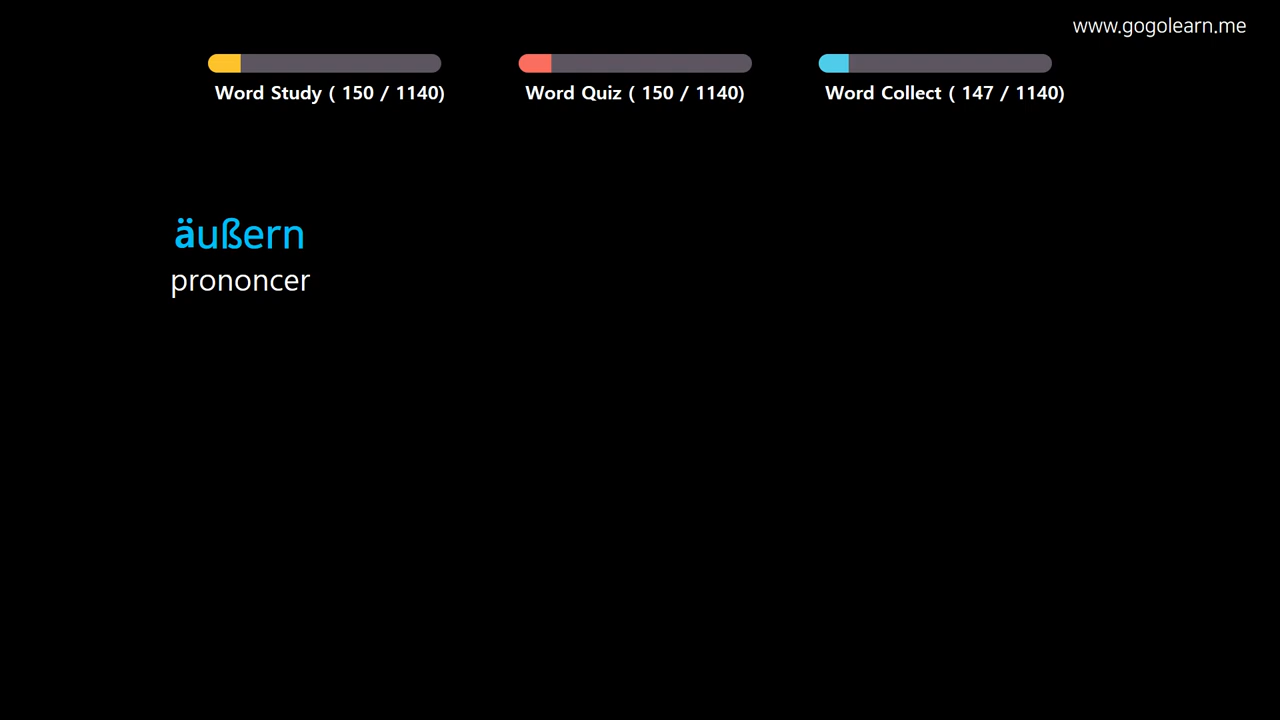 www.gogolearn.me
Word Study ( 150 / 1140)
Word Quiz ( 150 / 1140)
Word Collect ( 147 / 1140)
äußern
prononcer